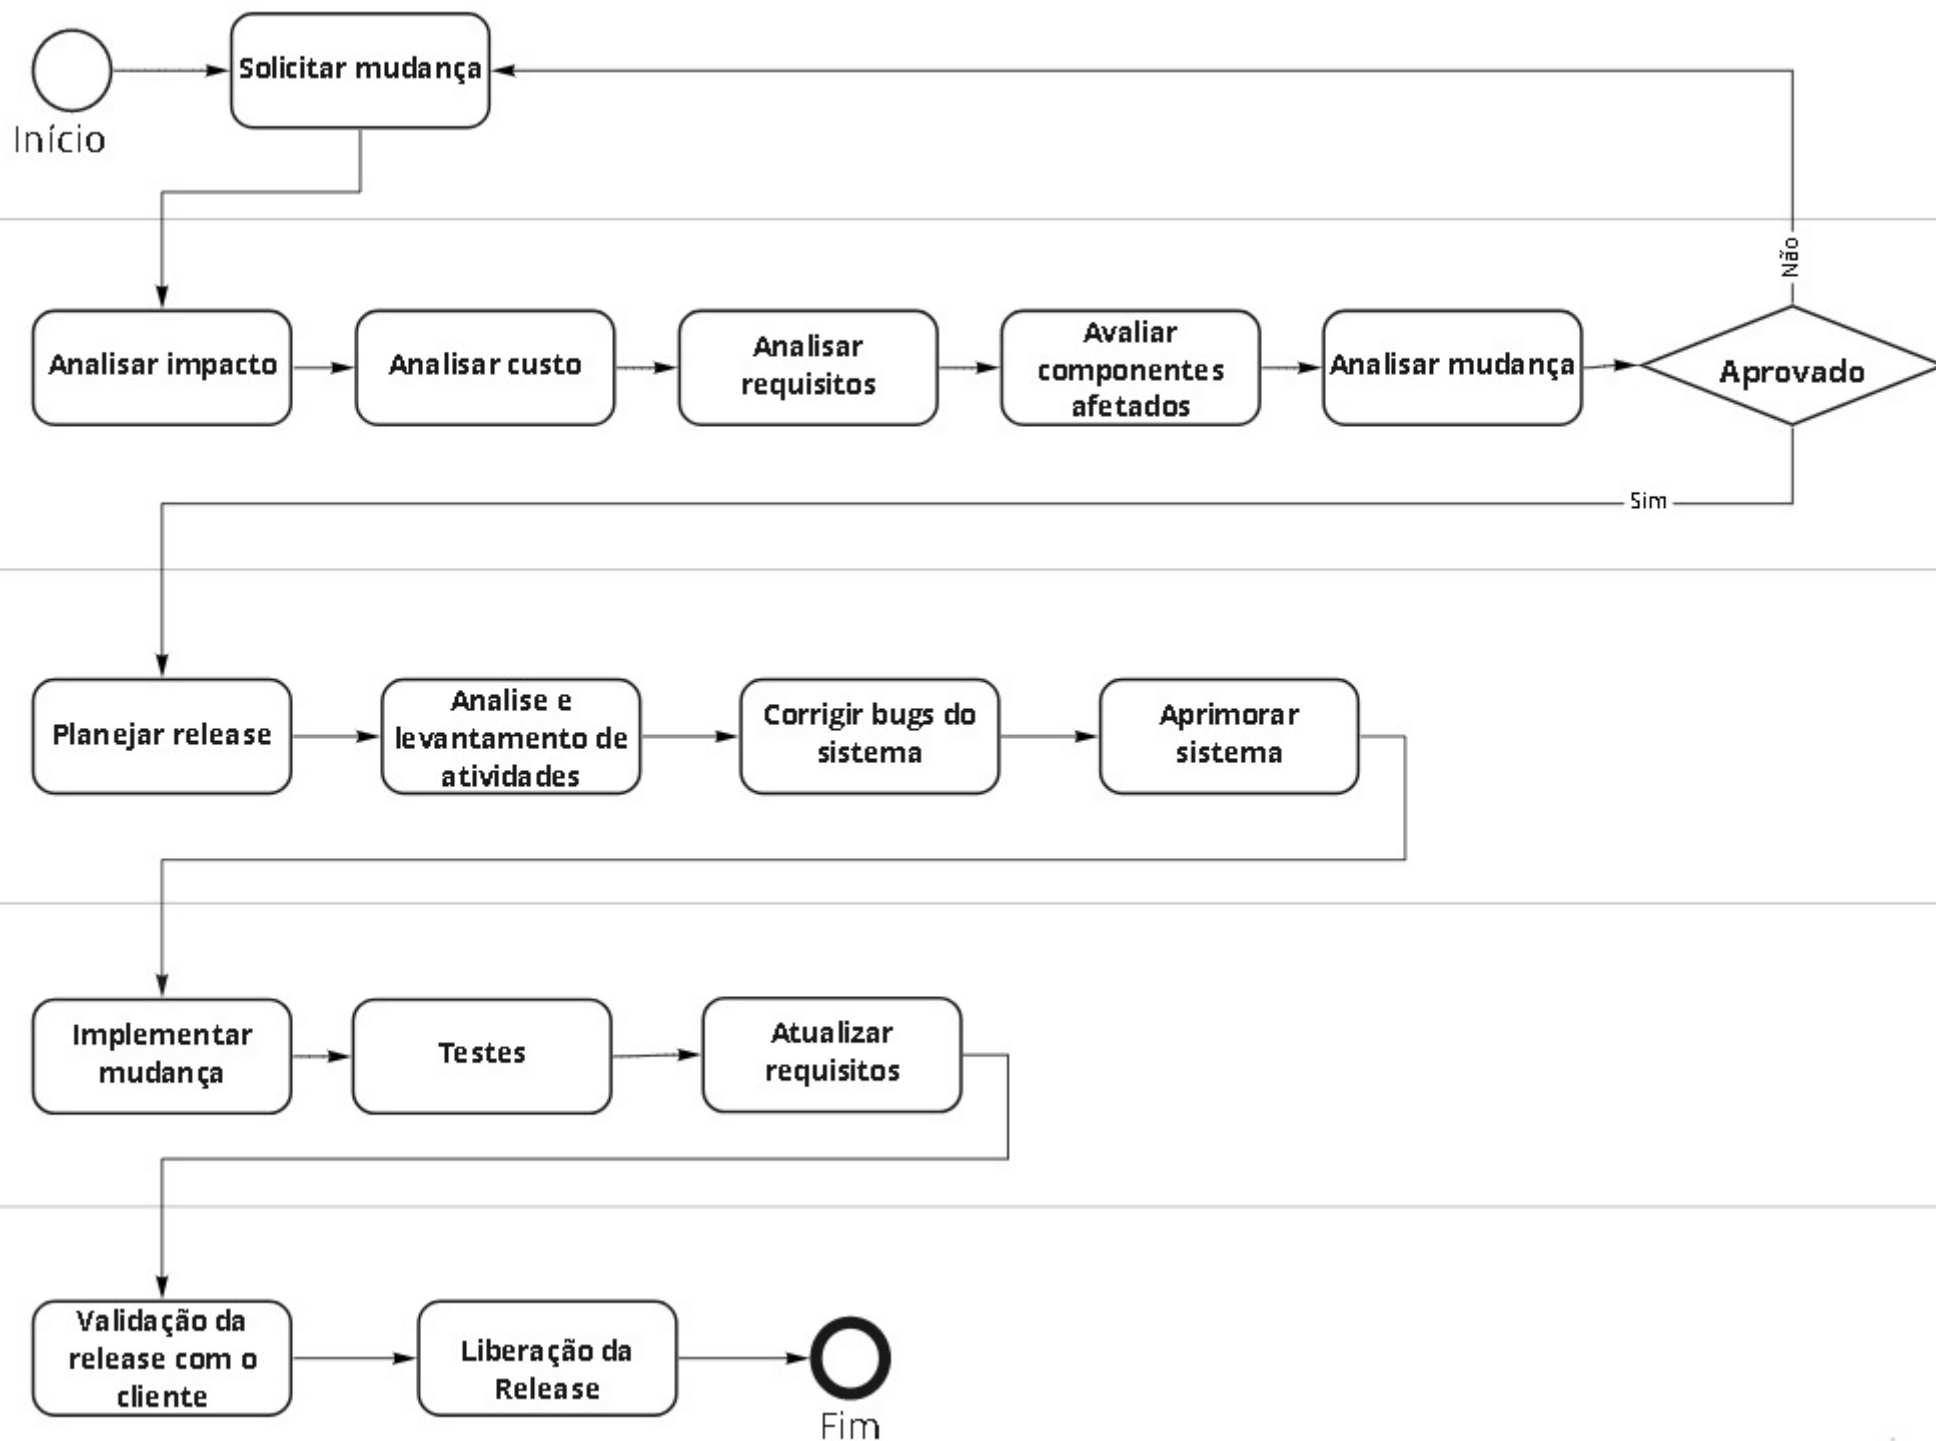 Solicitar mudança
Início
Não
Analisar impacto
Analisar custo
Analisar
requisitos
Avaliar
componentes
afetados
Analisar mudança
Aprovado
Sim
Planejar release
Analise e
levantamento de
atividades
Corrigir bugs do
sistema
Aprimorar
sistema
Implementar
mudança
Testes
Atualizar
requisitos
Validação da
release com o
cliente
Liberação da
Release
Fim